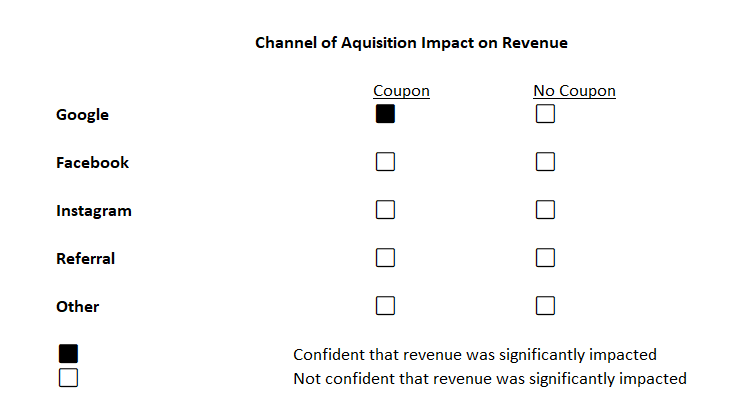 Channel of Aquisition Impact on Revenue
Coupon No Coupon
Google
Facebook
Instagram
Referral
Other
Confident that revenue was significantly impacted
Not confident that revenue was significantly impacted